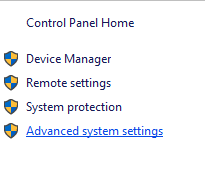 Control Panel Home
Device Manager
Remote settings
System protection
Advanced system settings